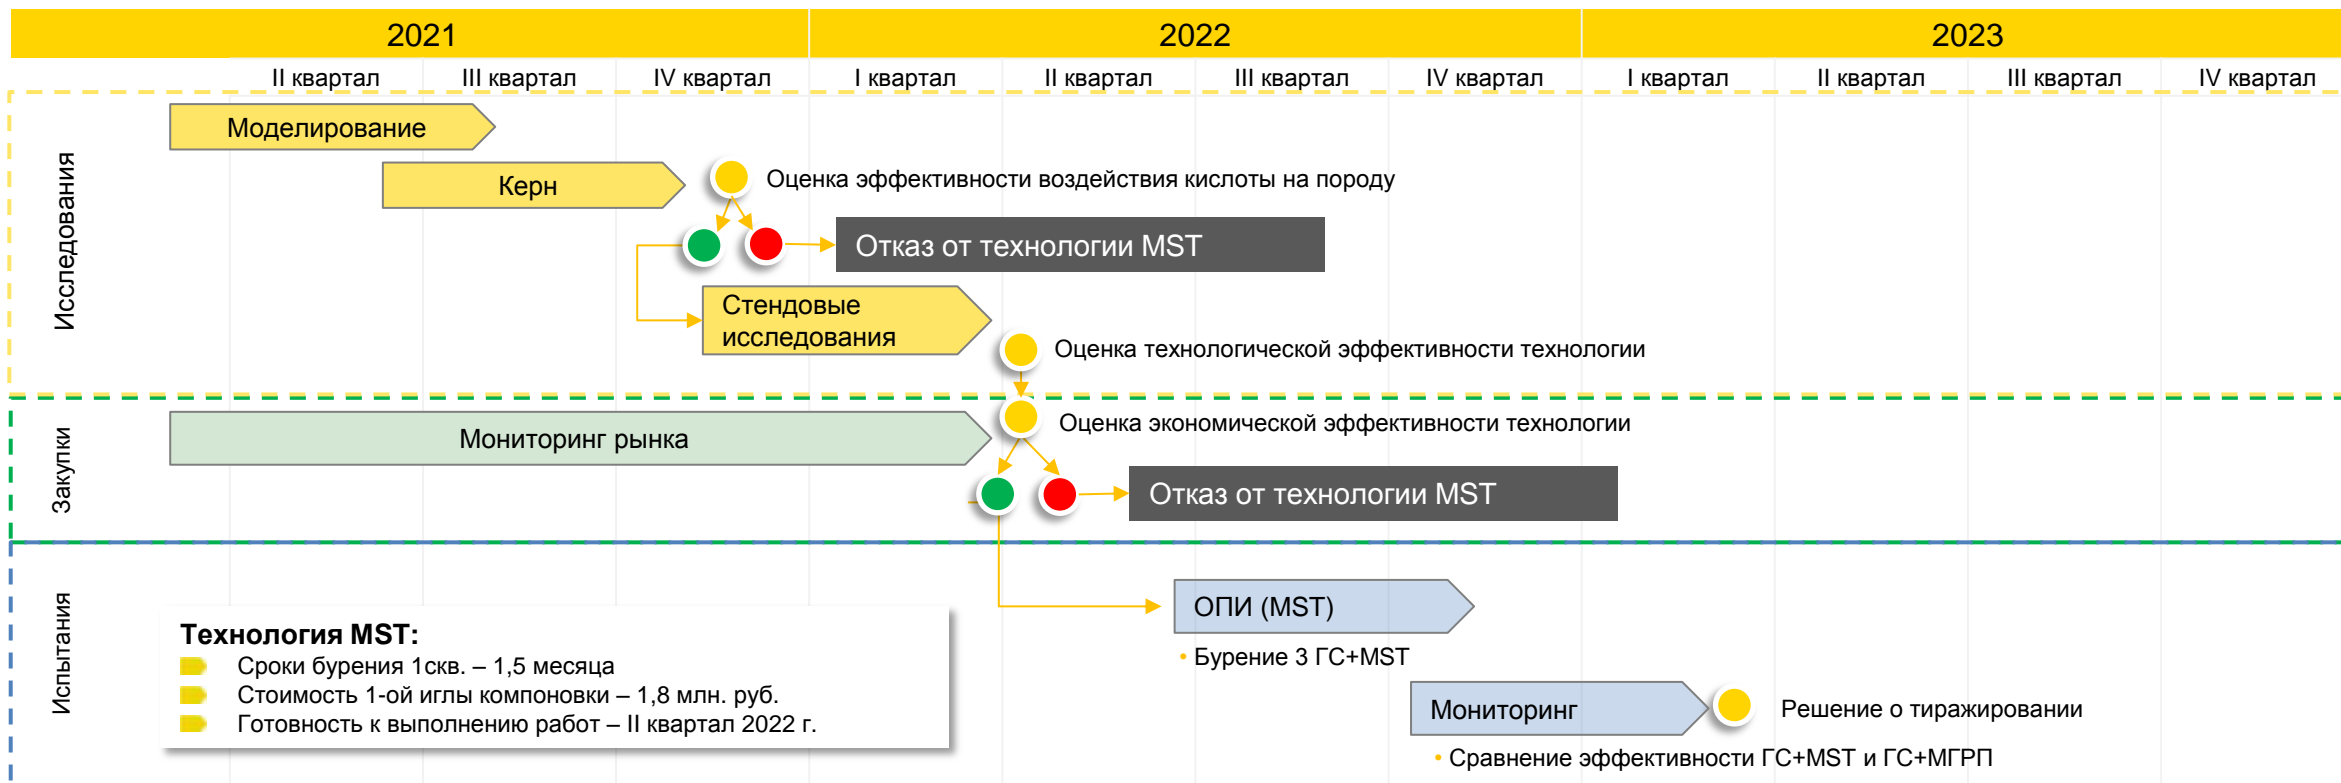 2021
2022
2023
II квартал
III квартал
IV квартал
I квартал
II квартал
III квартал
IV квартал
I квартал
II квартал
III квартал
IV квартал
Исследования
Моделирование
Керн
Оценка эффективности воздействия кислоты на породу
Отказ от технологии MST
Стендовые
исследования
Оценка технологической эффективности технологии
Закупки
Мониторинг рынка
Оценка экономической эффективности технологии
Отказ от технологии MST
Испытания
ОПИ (MST)
• Бурение 3 ГС+MST
Технология MST:
Сроки бурения 1скв. – 1,5 месяца
Стоимость 1-ой иглы компоновки – 1,8 млн. руб.
Готовность к выполнению работ – II квартал 2022 г.
Мониторинг
Решение о тиражировании
• Сравнение эффективности ГС+MST и ГС+МГРП